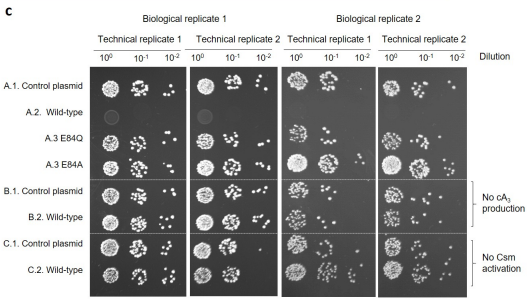 c
Biological replicate 1
Biological replicate 2
Technical replicate 1
Technical replicate 2
Technical replicate 1
Technical replicate 2
10⁰ 10⁻¹ 10⁻² 10⁰ 10⁻¹ 10⁻² 10⁰ 10⁻¹ 10⁻² 10⁰ 10⁻¹ 10⁻² Dilution
A.1. Control plasmid
A.2. Wild-type
A.3 E84Q
A.3 E84A
B.1. Control plasmid
B.2. Wild-type
No cA₃
production
C.1. Control plasmid
C.2. Wild-type
No Csm
activation